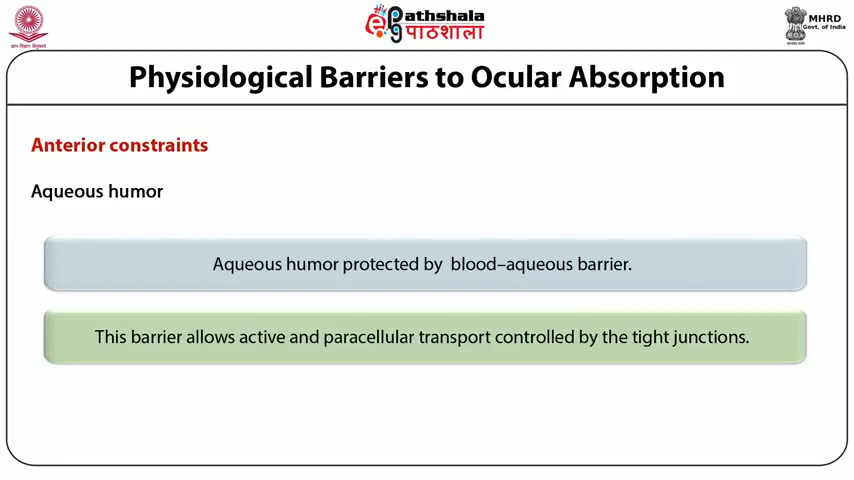 ePathshala
पाठशाला
MHRD
Govt. of India
Physiological Barriers to Ocular Absorption
Anterior constraints
Aqueous humor
Aqueous humor protected by blood–aqueous barrier.
This barrier allows active and paracellular transport controlled by the tight junctions.